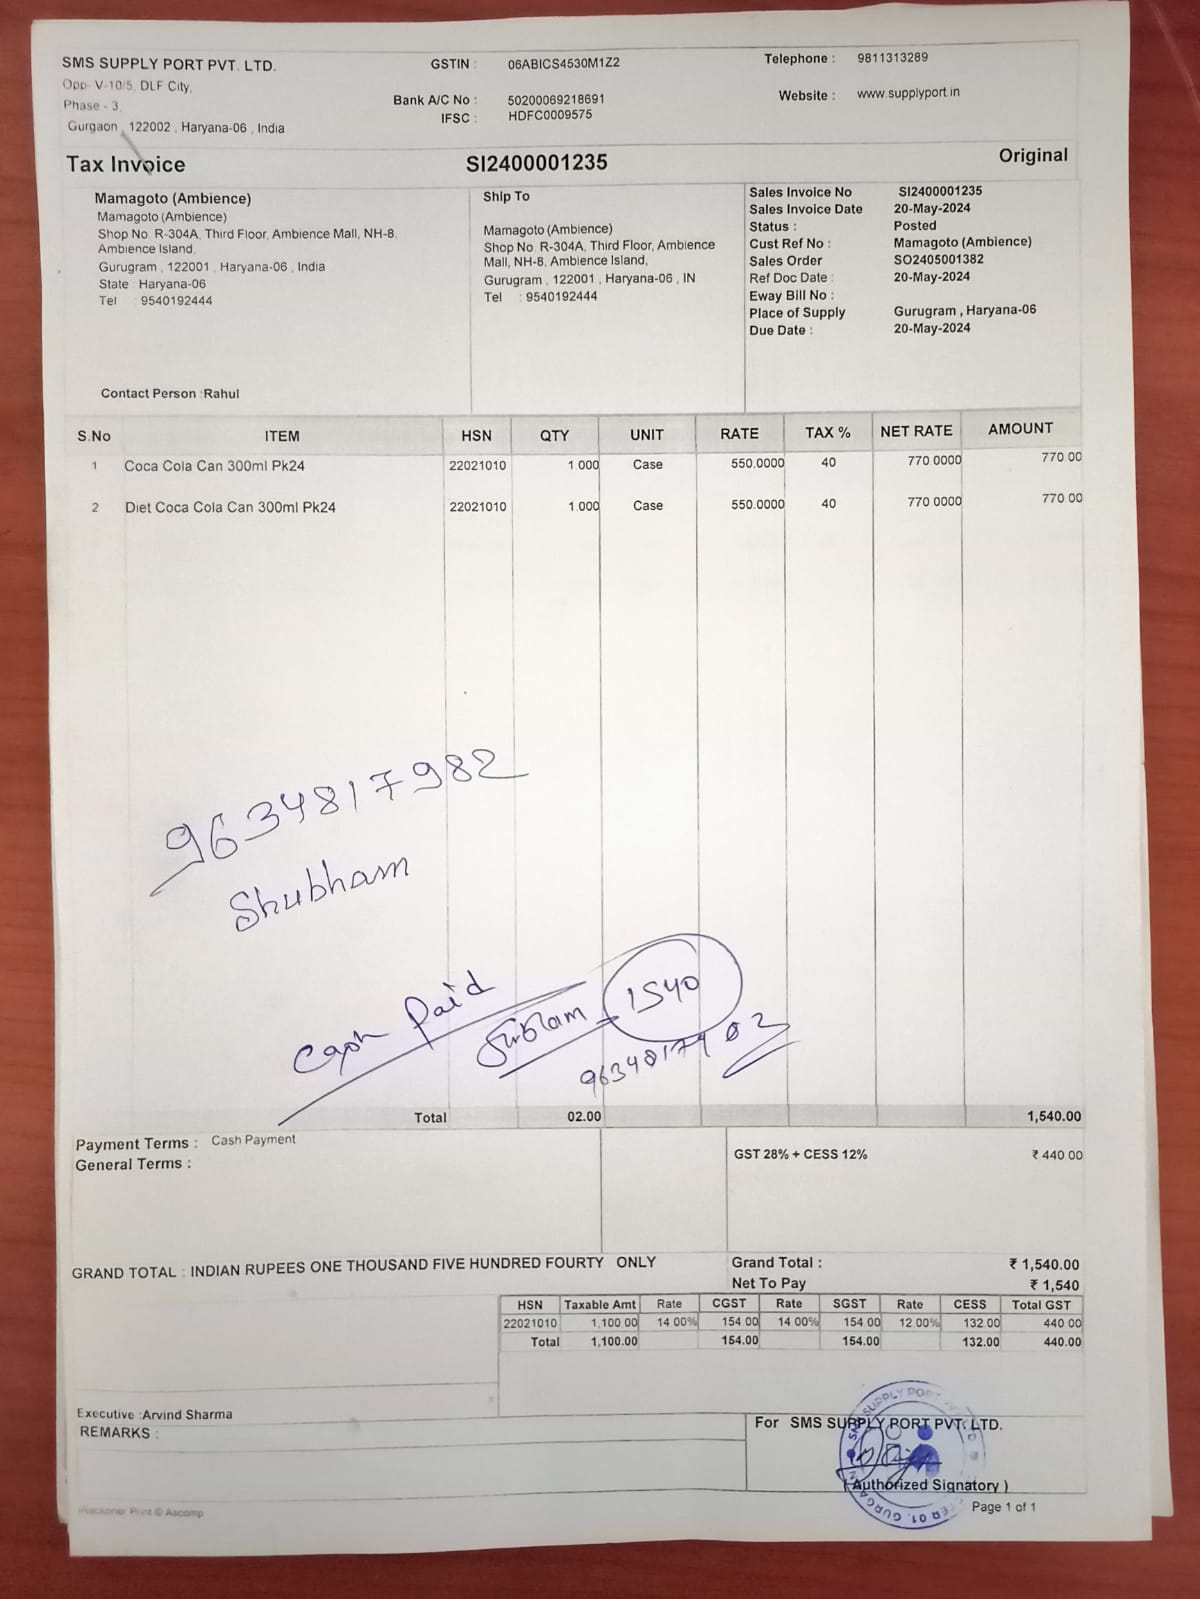 SMS SUPPLY PORT PVT. LTD.
Opp- V-10/5, DLF City,
Phase - 3,
Gurgaon , 122002 , Haryana-06 , India
GSTIN : 06ABICS4530M1Z2
Bank A/C No : 50200069218691
IFSC : HDFC0009575
Telephone : 9811313289
Website : www.supplyport.in
Tax Invoice SI2400001235 Original
Mamagoto (Ambience)
Mamagoto (Ambience)
Shop No. R-304A, Third Floor, Ambience Mall, NH-8,
Ambience Island,
Gurugram , 122001 , Haryana-06 , India
State : Haryana-06
Tel : 9540192444
Contact Person :Rahul
Ship To
Mamagoto (Ambience)
Shop No. R-304A, Third Floor, Ambience
Mall, NH-8, Ambience Island,
Gurugram , 122001 , Haryana-06 , IN
Tel : 9540192444
Sales Invoice No SI2400001235
Sales Invoice Date 20-May-2024
Status : Posted
Cust Ref No : Mamagoto (Ambience)
Sales Order SO2405001382
Ref Doc Date : 20-May-2024
Eway Bill No :
Place of Supply Gurugram , Haryana-06
Due Date : 20-May-2024
S.No ITEM HSN QTY UNIT RATE TAX % NET RATE AMOUNT
1 Coca Cola Can 300ml Pk24 22021010 1.000 Case 550.0000 40 770.0000 770.00
2 Diet Coca Cola Can 300ml Pk24 22021010 1.000 Case 550.0000 40 770.0000 770.00
9634817982
Shubham
Cash Paid
Shubham 1540
Total 02.00 1,540.00
Payment Terms : Cash Payment
General Terms :
GST 28% + CESS 12% ₹ 440.00
GRAND TOTAL : INDIAN RUPEES ONE THOUSAND FIVE HUNDRED FOURTY ONLY
Grand Total : ₹ 1,540.00
Net To Pay ₹ 1,540
HSN Taxable Amt Rate CGST Rate SGST Rate CESS Total GST
22021010 1,100.00 14.00% 154.00 14.00% 154.00 12.00% 132.00 440.00
Total 1,100.00 154.00 154.00 132.00 440.00
Executive :Arvind Sharma
REMARKS :
For SMS SUPPLY PORT PVT. LTD.
( Authorized Signatory )
iReckoner Print © Ascomp
Page 1 of 1